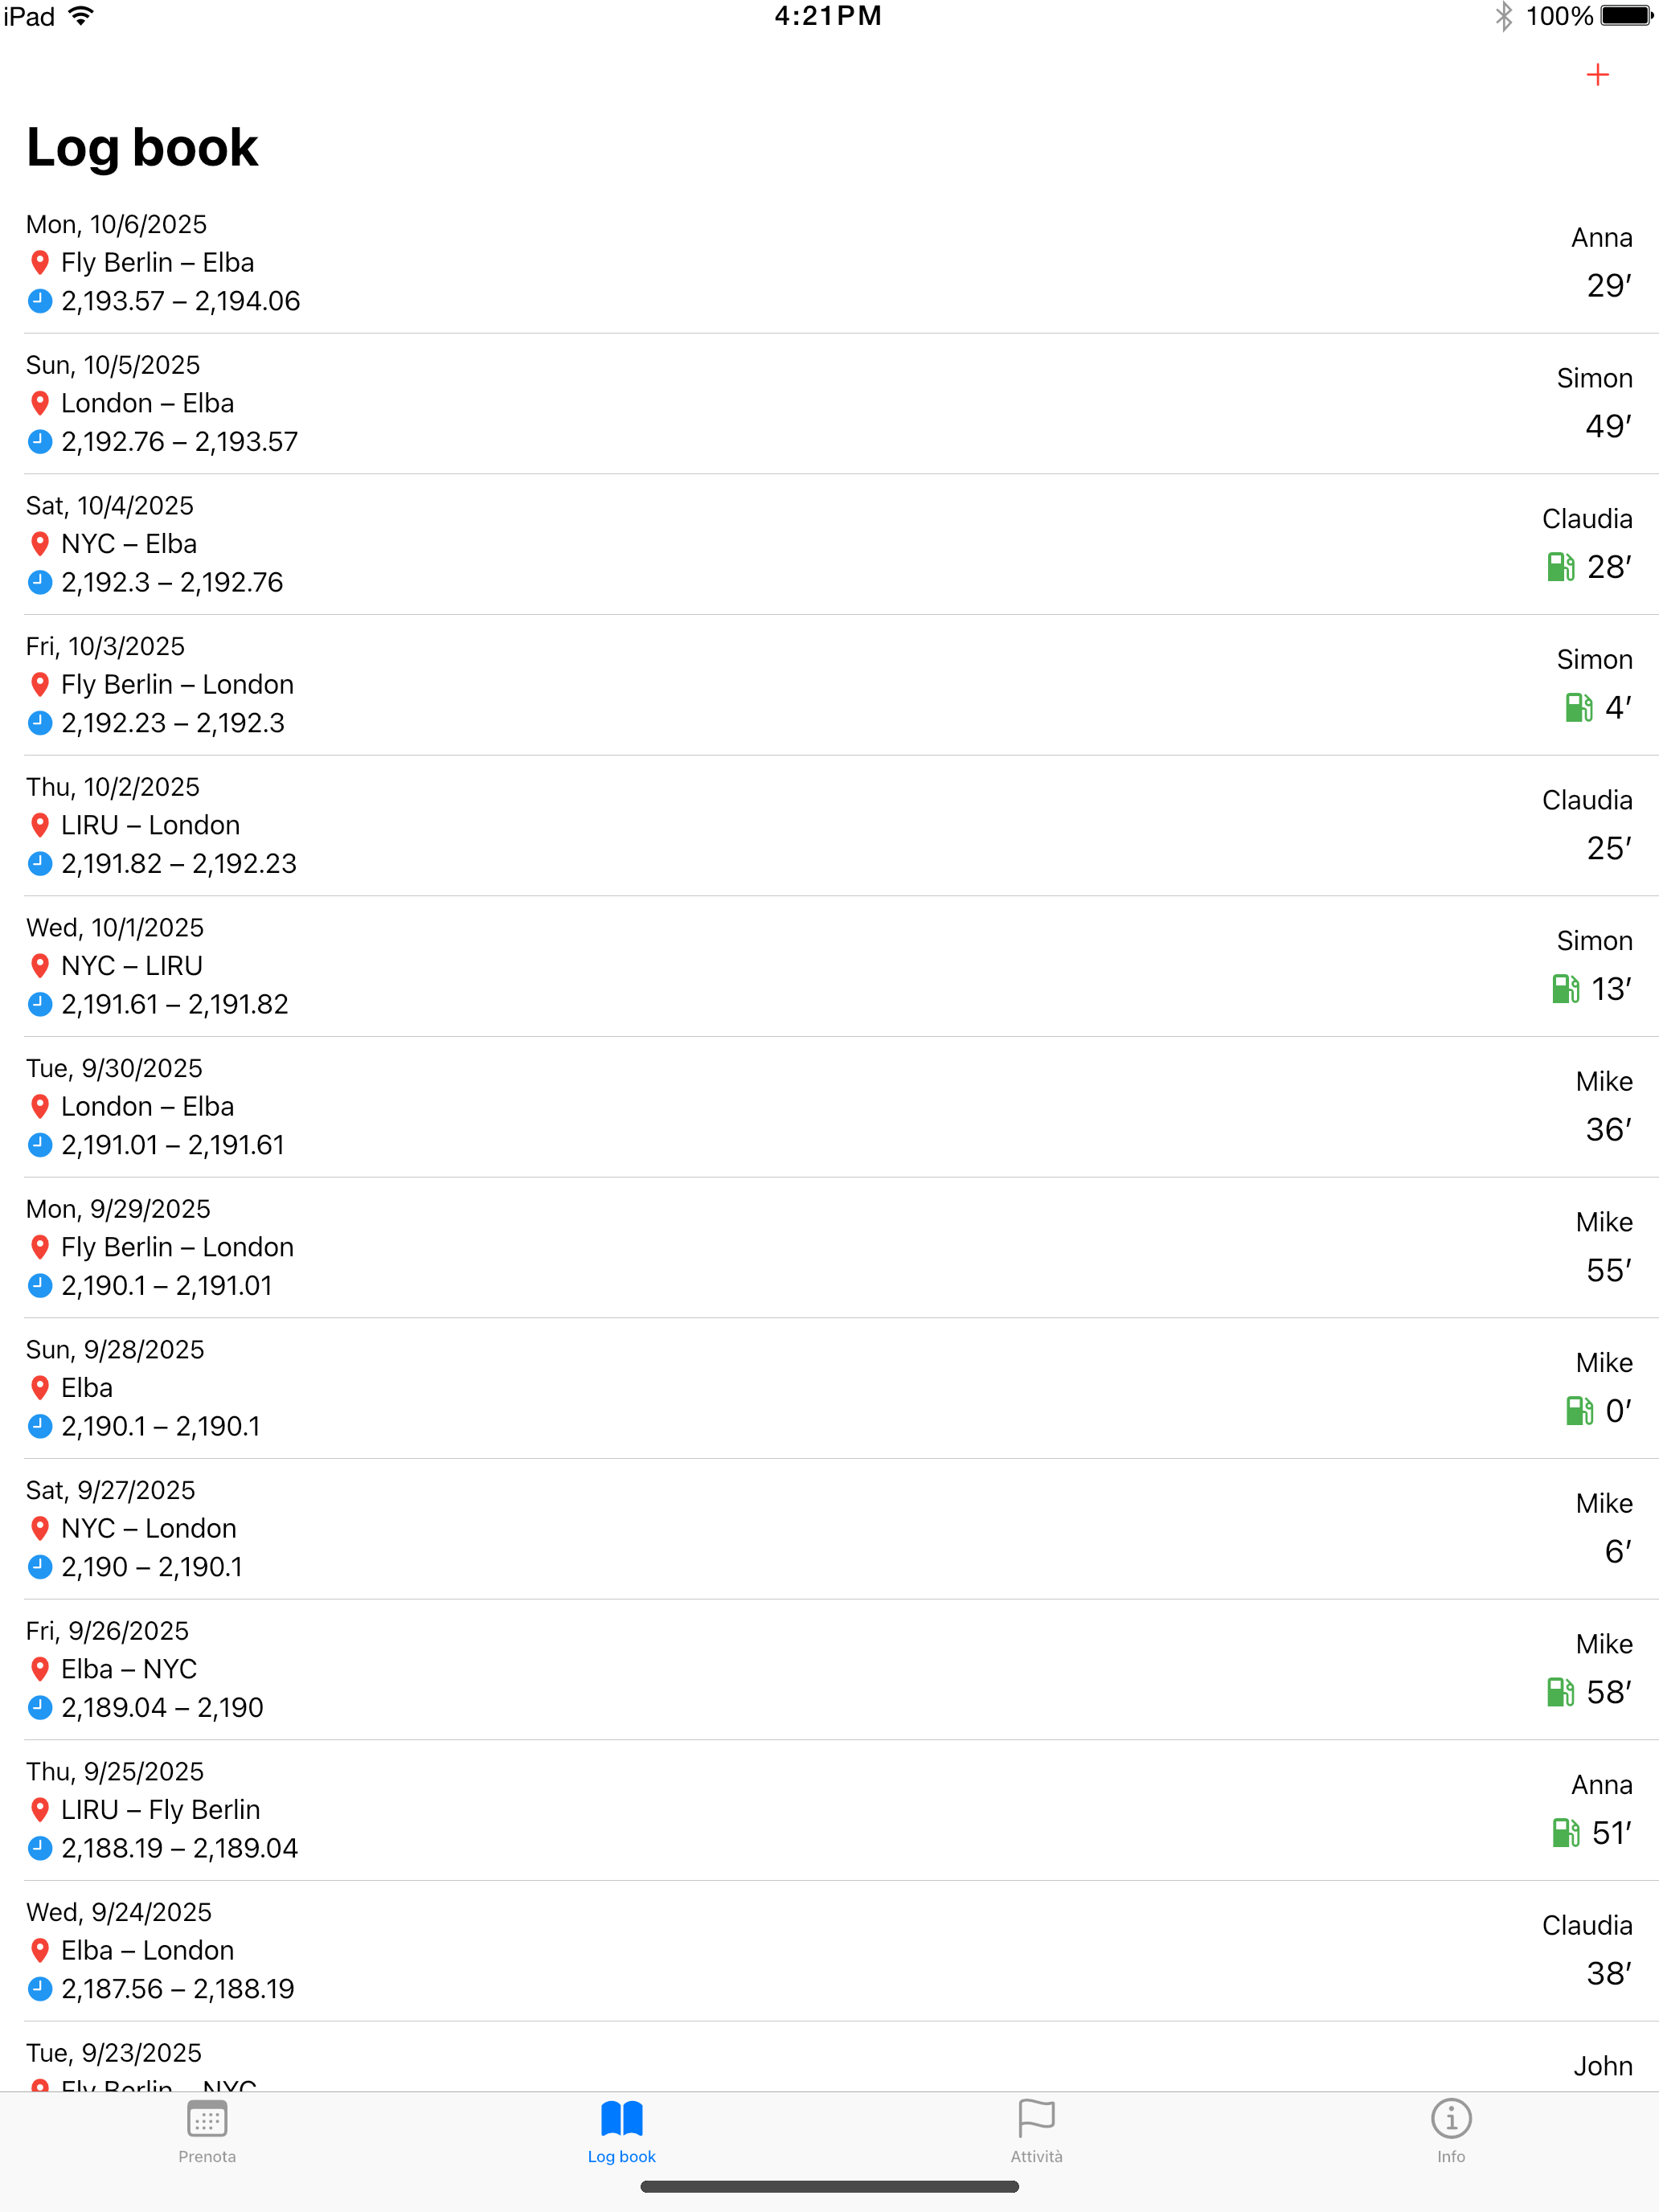 iPad 4:21PM 100%
+
Log book
Mon, 10/6/2025
Anna
Fly Berlin – Elba
29′
2,193.57 – 2,194.06
Sun, 10/5/2025
Simon
London – Elba
49′
2,192.76 – 2,193.57
Sat, 10/4/2025
Claudia
NYC – Elba
28′
2,192.3 – 2,192.76
Fri, 10/3/2025
Simon
Fly Berlin – London
4′
2,192.23 – 2,192.3
Thu, 10/2/2025
Claudia
LIRU – London
25′
2,191.82 – 2,192.23
Wed, 10/1/2025
Simon
NYC – LIRU
13′
2,191.61 – 2,191.82
Tue, 9/30/2025
Mike
London – Elba
36′
2,191.01 – 2,191.61
Mon, 9/29/2025
Mike
Fly Berlin – London
55′
2,190.1 – 2,191.01
Sun, 9/28/2025
Mike
Elba
0′
2,190.1 – 2,190.1
Sat, 9/27/2025
Mike
NYC – London
6′
2,190 – 2,190.1
Fri, 9/26/2025
Mike
Elba – NYC
58′
2,189.04 – 2,190
Thu, 9/25/2025
Anna
LIRU – Fly Berlin
51′
2,188.19 – 2,189.04
Wed, 9/24/2025
Claudia
Elba – London
38′
2,187.56 – 2,188.19
Tue, 9/23/2025
John
Fly Berlin – NYC
Prenota Log book Attività Info